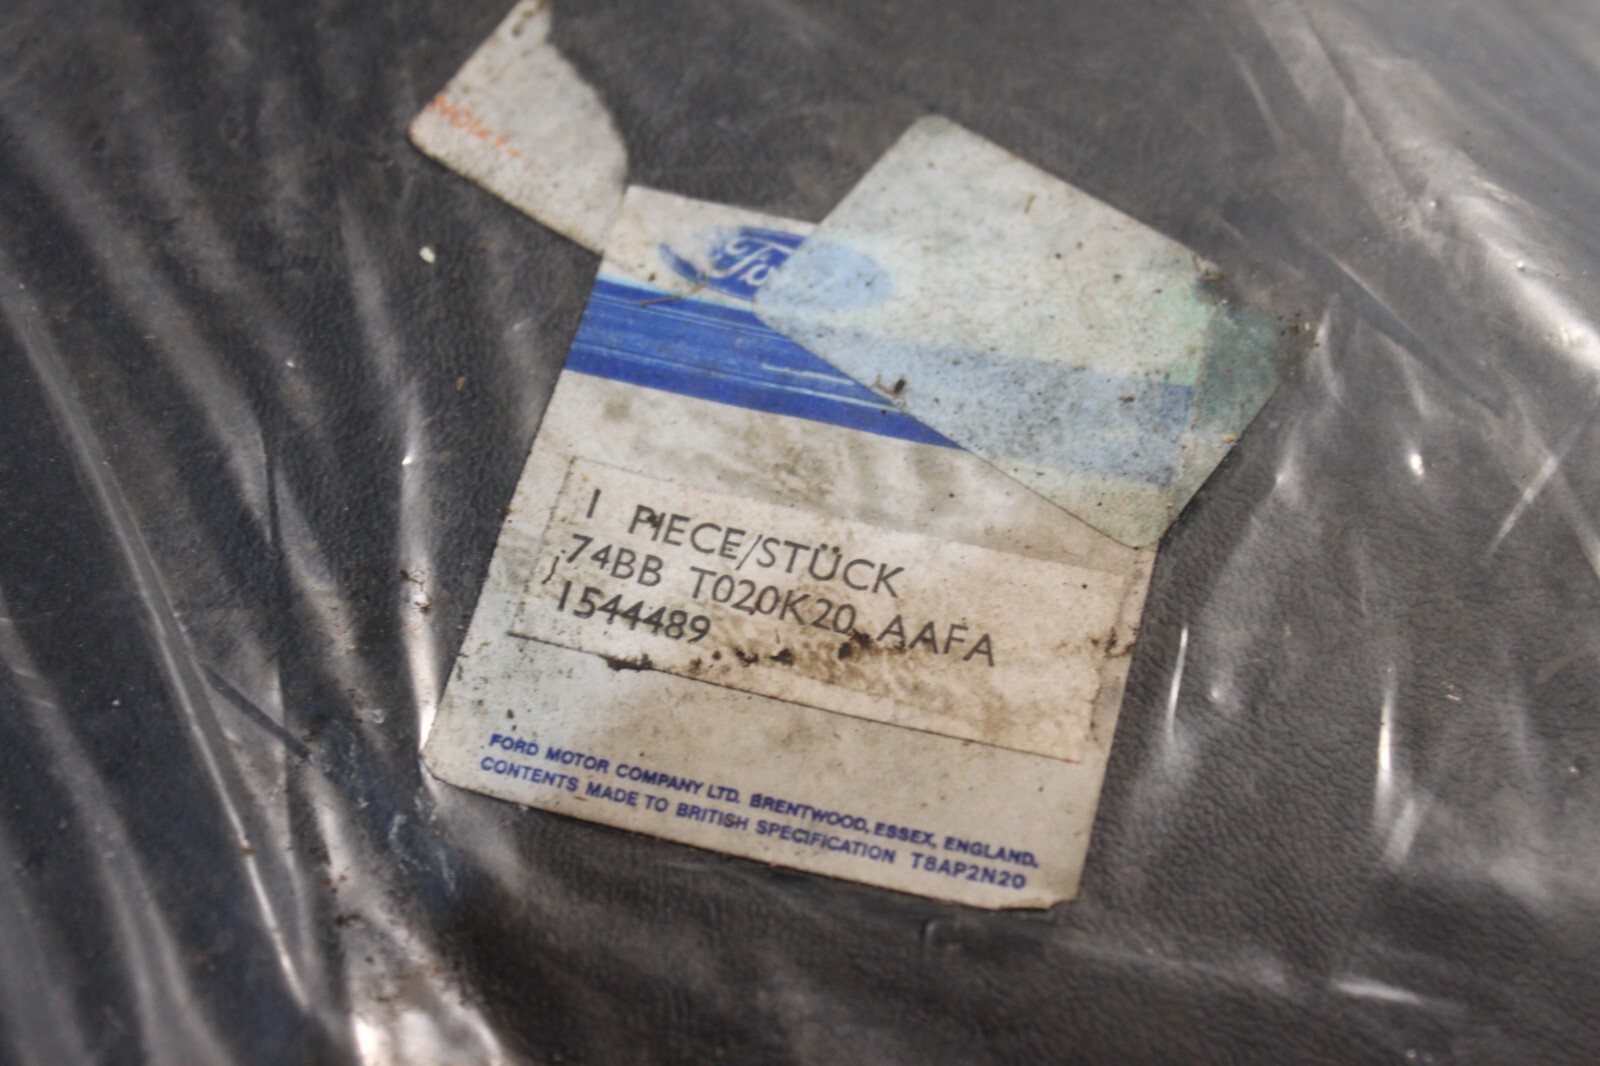 1 PIECE/STÜCK
74BB T020K20 AAFA
1544489
FORD MOTOR COMPANY LTD. BRENTWOOD, ESSEX, ENGLAND.
CONTENTS MADE TO BRITISH SPECIFICATION T8AP2N20